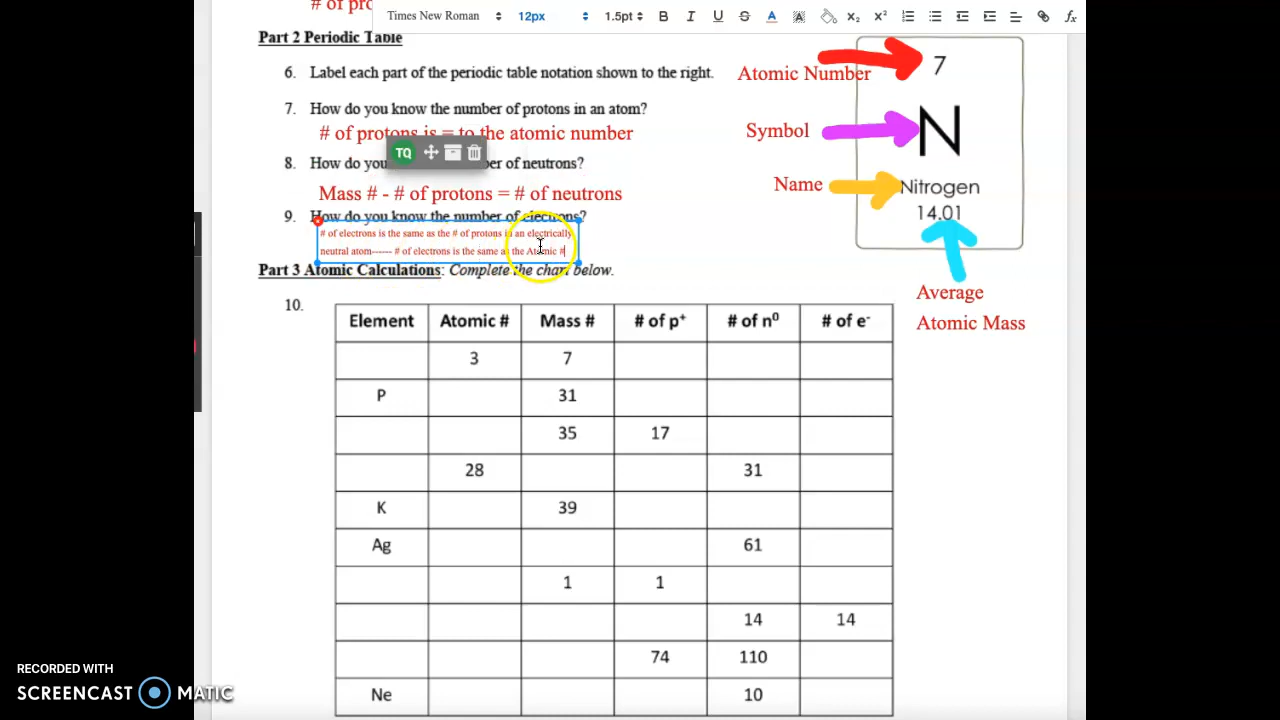 # of pro
Times New Roman 12px 1.5pt B I U S A A x₂ x² fx
Part 2 Periodic Table
6. Label each part of the periodic table notation shown to the right.
Atomic Number
7
7. How do you know the number of protons in an atom?
# of protons is = to the atomic number
Symbol
N
TQ
8. How do you er of neutrons?
Mass # - # of protons = # of neutrons
Name
Nitrogen
14.01
9. How do you know the number of electrons?
# of electrons is the same as the # of protons in an electrically
neutral atom------ # of electrons is the same as the Atomic #
Part 3 Atomic Calculations: Complete the chart below.
Average
Atomic Mass
10.
Element Atomic # Mass # # of p⁺ # of n⁰ # of e⁻
3 7
P 31
35 17
28 31
K 39
Ag 61
1 1
14 14
74 110
Ne 10
RECORDED WITH
SCREENCAST MATIC